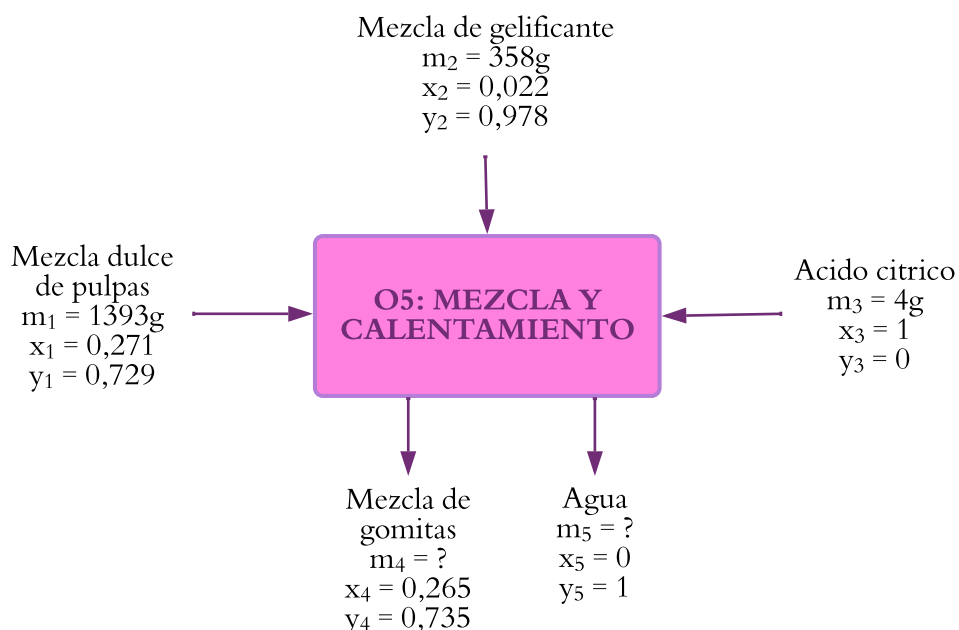 Mezcla de gelificante
m₂ = 358g
x₂ = 0,022
y₂ = 0,978
Mezcla dulce
de pulpas
m₁ = 1393g
x₁ = 0,271
y₁ = 0,729
O5: MEZCLA Y
CALENTAMIENTO
Acido citrico
m₃ = 4g
x₃ = 1
y₃ = 0
Mezcla de
gomitas
m₄ = ?
x₄ = 0,265
y₄ = 0,735
Agua
m₅ = ?
x₅ = 0
y₅ = 1